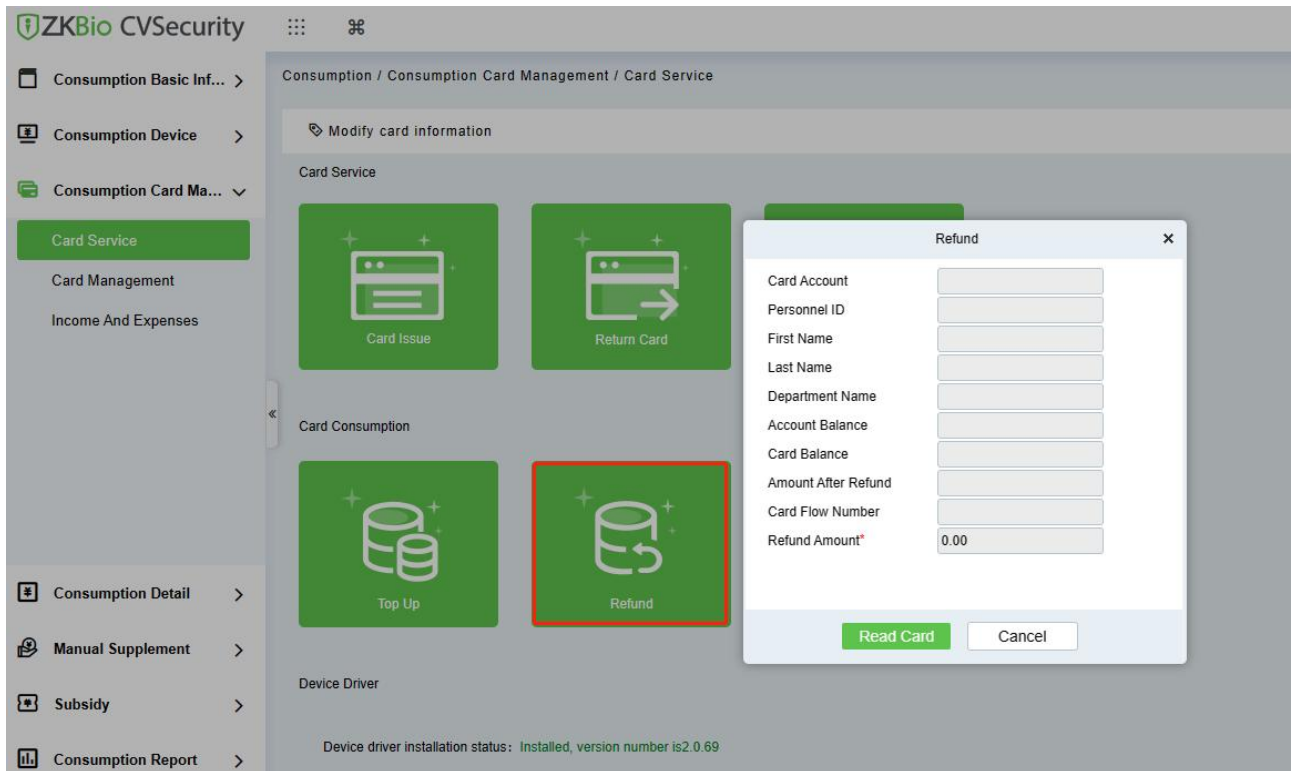 ZKBio CVSecurity
Consumption Basic Inf...
Consumption Device
Consumption Card Ma...
Card Service
Card Management
Income And Expenses
Consumption Detail
Manual Supplement
Subsidy
Consumption Report
Consumption / Consumption Card Management / Card Service
Modify card information
Card Service
Card Issue
Return Card
Card Consumption
Top Up
Refund
Device Driver
Device driver installation status: Installed, version number is2.0.69
Refund
Card Account
Personnel ID
First Name
Last Name
Department Name
Account Balance
Card Balance
Amount After Refund
Card Flow Number
Refund Amount* 0.00
Read Card Cancel